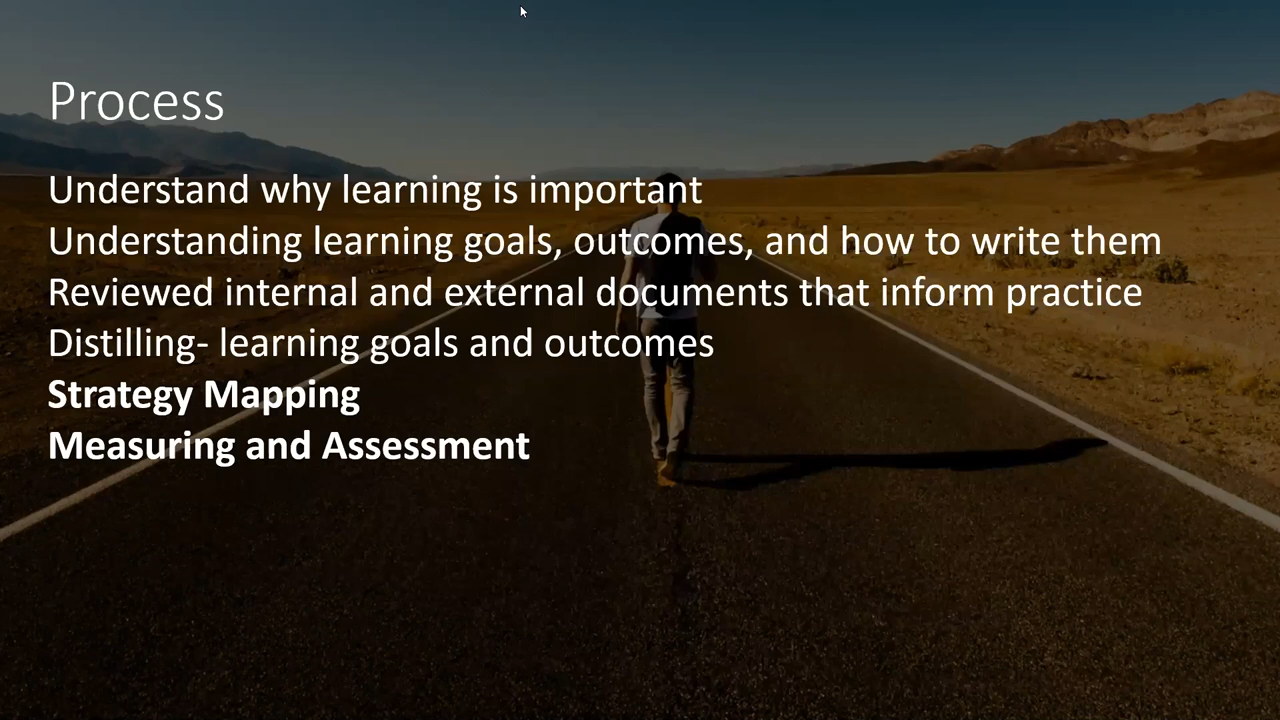 Process
Understand why learning is important
Understanding learning goals, outcomes, and how to write them
Reviewed internal and external documents that inform practice
Distilling- learning goals and outcomes
Strategy Mapping
Measuring and Assessment